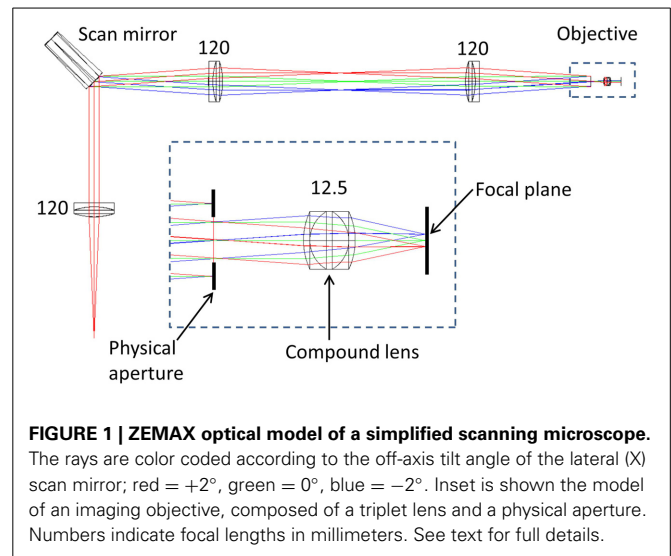 Scan mirror
120
120
Objective
120
12.5
Focal plane
Physical
aperture
Compound lens
FIGURE 1 | ZEMAX optical model of a simplified scanning microscope.
The rays are color coded according to the off-axis tilt angle of the lateral (X)
scan mirror; red = +2°, green = 0°, blue = −2°. Inset is shown the model
of an imaging objective, composed of a triplet lens and a physical aperture.
Numbers indicate focal lengths in millimeters. See text for full details.